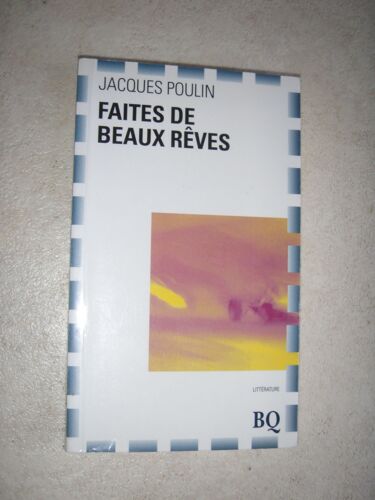 JACQUES POULIN
FAITES DE
BEAUX RÊVES
LITTÉRATURE
BQ